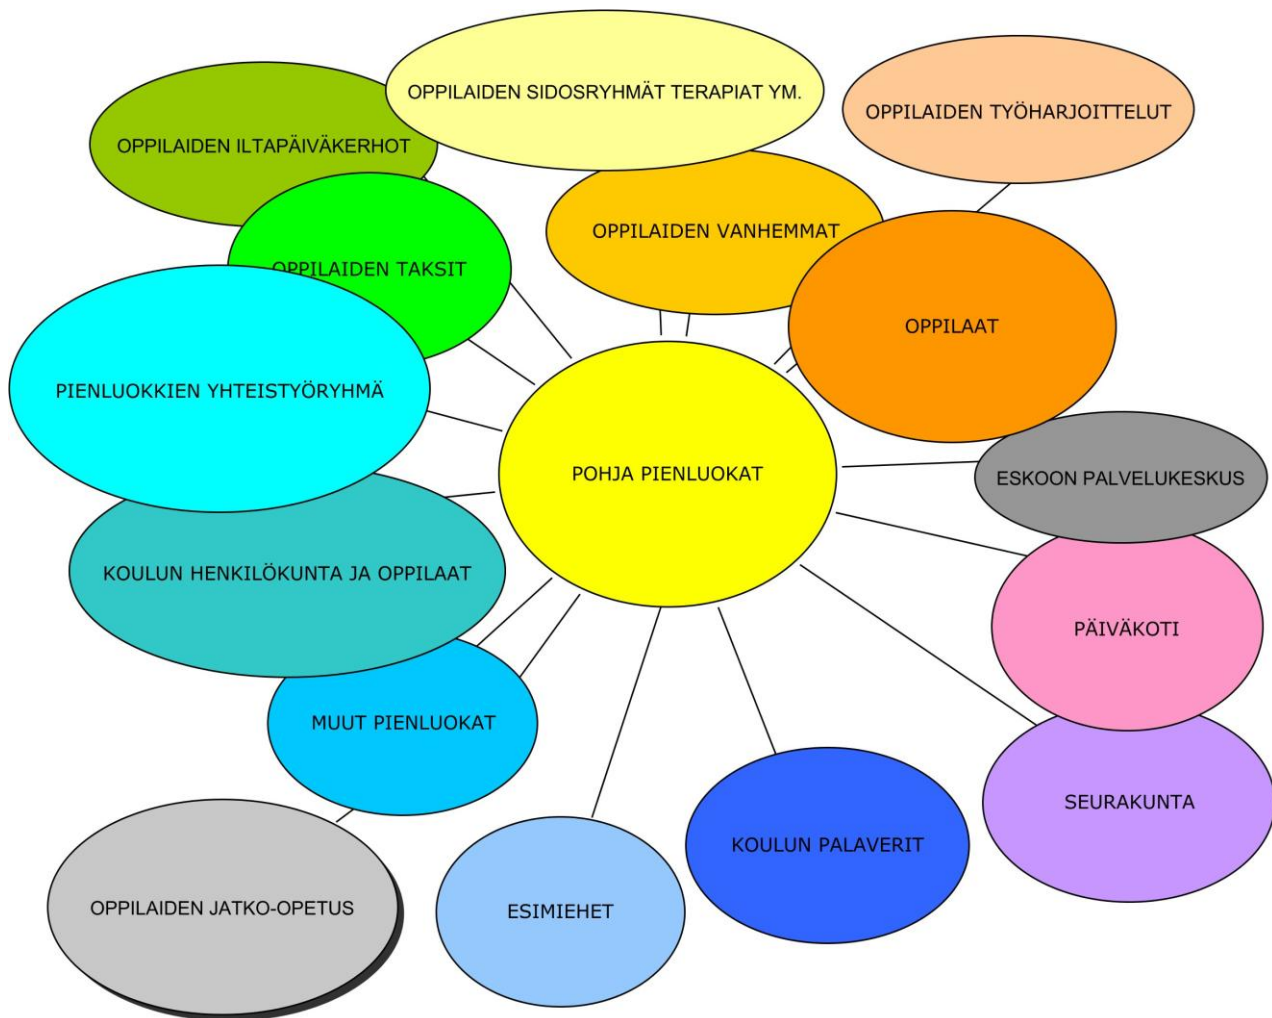 OPPILAIDEN SIDOSRYHMÄT TERAPIAT YM.
OPPILAIDEN TYÖHARJOITTELUT
OPPILAIDEN ILTAPÄIVÄKERHOT
OPPILAIDEN VANHEMMAT
OPPILAIDEN TAKSIT
OPPILAAT
PIENLUOKKIEN YHTEISTYÖRYHMÄ
POHJA PIENLUOKAT
ESKOON PALVELUKESKUS
KOULUN HENKILÖKUNTA JA OPPILAAT
PÄIVÄKOTI
MUUT PIENLUOKAT
SEURAKUNTA
KOULUN PALAVERIT
OPPILAIDEN JATKO-OPETUS
ESIMIEHET